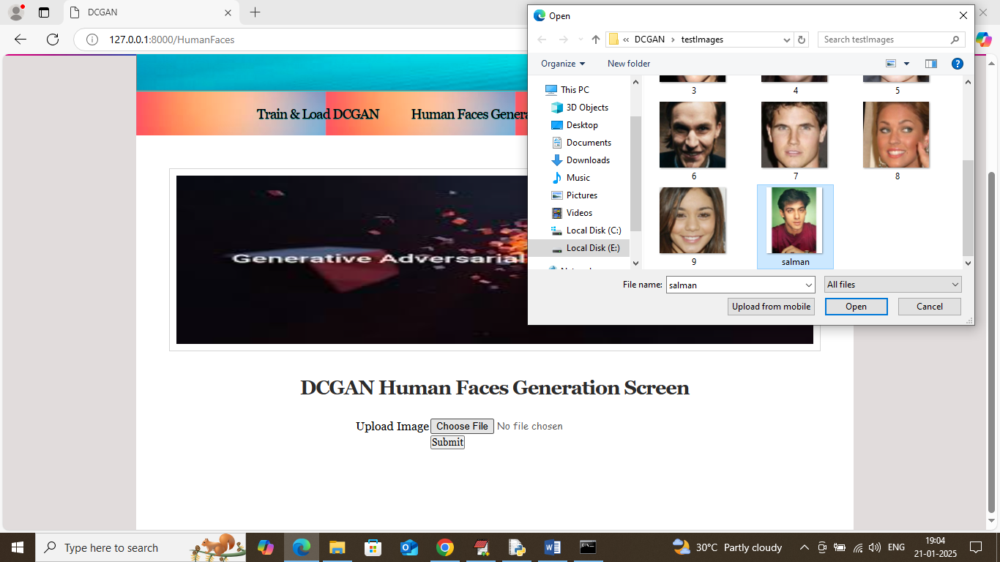 DCGAN
127.0.0.1:8000/HumanFaces
Train & Load DCGAN
Human Faces Genera
Generative Adversarial
DCGAN Human Faces Generation Screen
Upload Image
Choose File
No file chosen
Submit
Open
DCGAN
testImages
Search testImages
Organize
New folder
This PC
3D Objects
Desktop
Documents
Downloads
Music
Pictures
Videos
Local Disk (C:)
Local Disk (E:)
3
4
5
6
7
8
9
salman
File name:
salman
All files
Upload from mobile
Open
Cancel
Type here to search
30°C Partly cloudy
ENG
19:04
21-01-2025